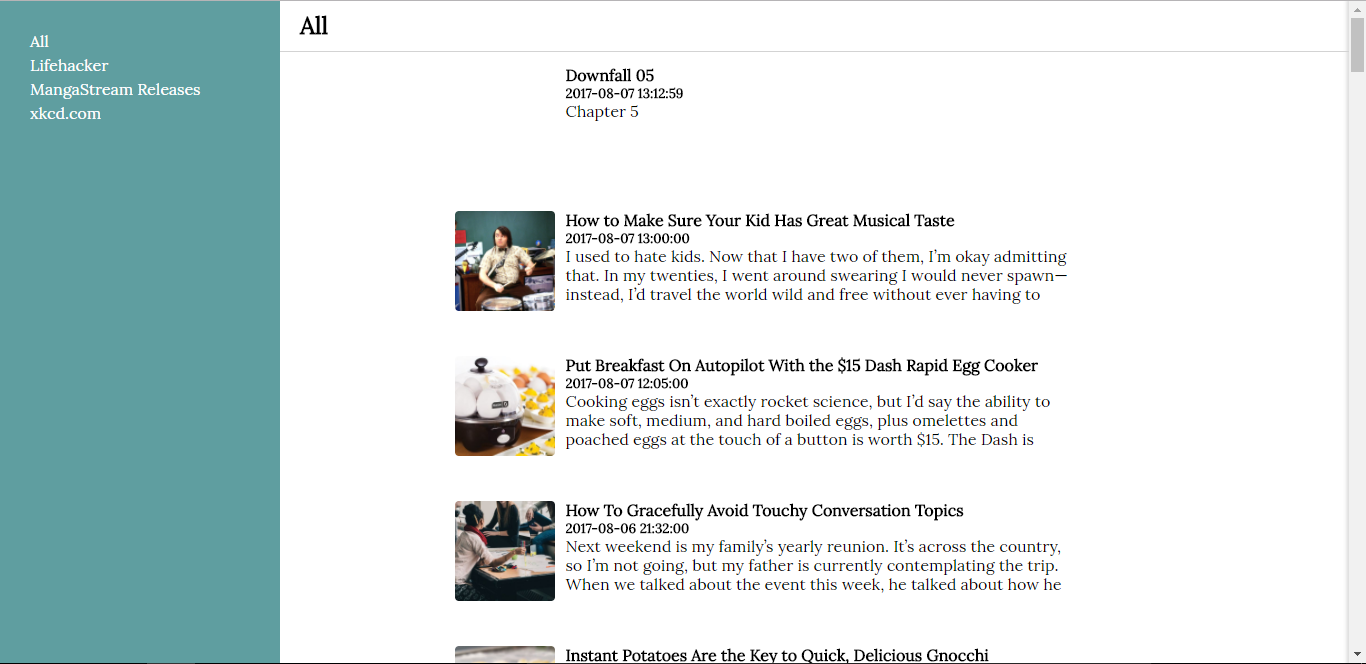 All
Lifehacker
MangaStream Releases
xkcd.com
All
Downfall 05
2017-08-07 13:12:59
Chapter 5
How to Make Sure Your Kid Has Great Musical Taste
2017-08-07 13:00:00
I used to hate kids. Now that I have two of them, I’m okay admitting
that. In my twenties, I went around swearing I would never spawn—
instead, I’d travel the world wild and free without ever having to
Put Breakfast On Autopilot With the $15 Dash Rapid Egg Cooker
2017-08-07 12:05:00
Cooking eggs isn’t exactly rocket science, but I’d say the ability to
make soft, medium, and hard boiled eggs, plus omelettes and
poached eggs at the touch of a button is worth $15. The Dash is
How To Gracefully Avoid Touchy Conversation Topics
2017-08-06 21:32:00
Next weekend is my family’s yearly reunion. It’s across the country,
so I’m not going, but my father is currently contemplating the trip.
When we talked about the event this week, he talked about how he
Instant Potatoes Are the Key to Quick, Delicious Gnocchi